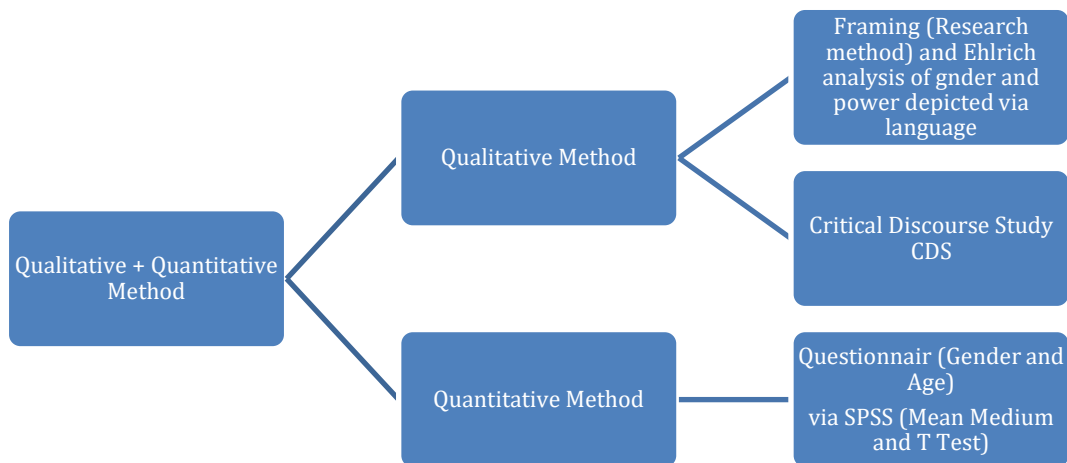 Qualitative + Quantitative
Method
Qualitative Method
Framing (Research
method) and Ehlrich
analysis of gnder and
power depicted via
language
Critical Discourse Study
CDS
Quantitative Method
Questionnair (Gender and
Age)
via SPSS (Mean Medium
and T Test)